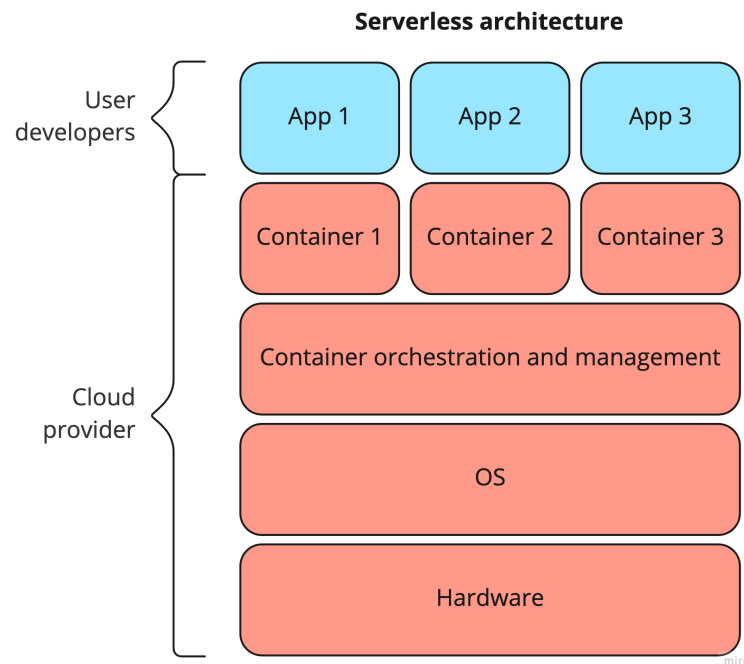 Serverless architecture
User
developers
App 1
App 2
App 3
Container 1
Container 2
Container 3
Container orchestration and management
Cloud
provider
OS
Hardware